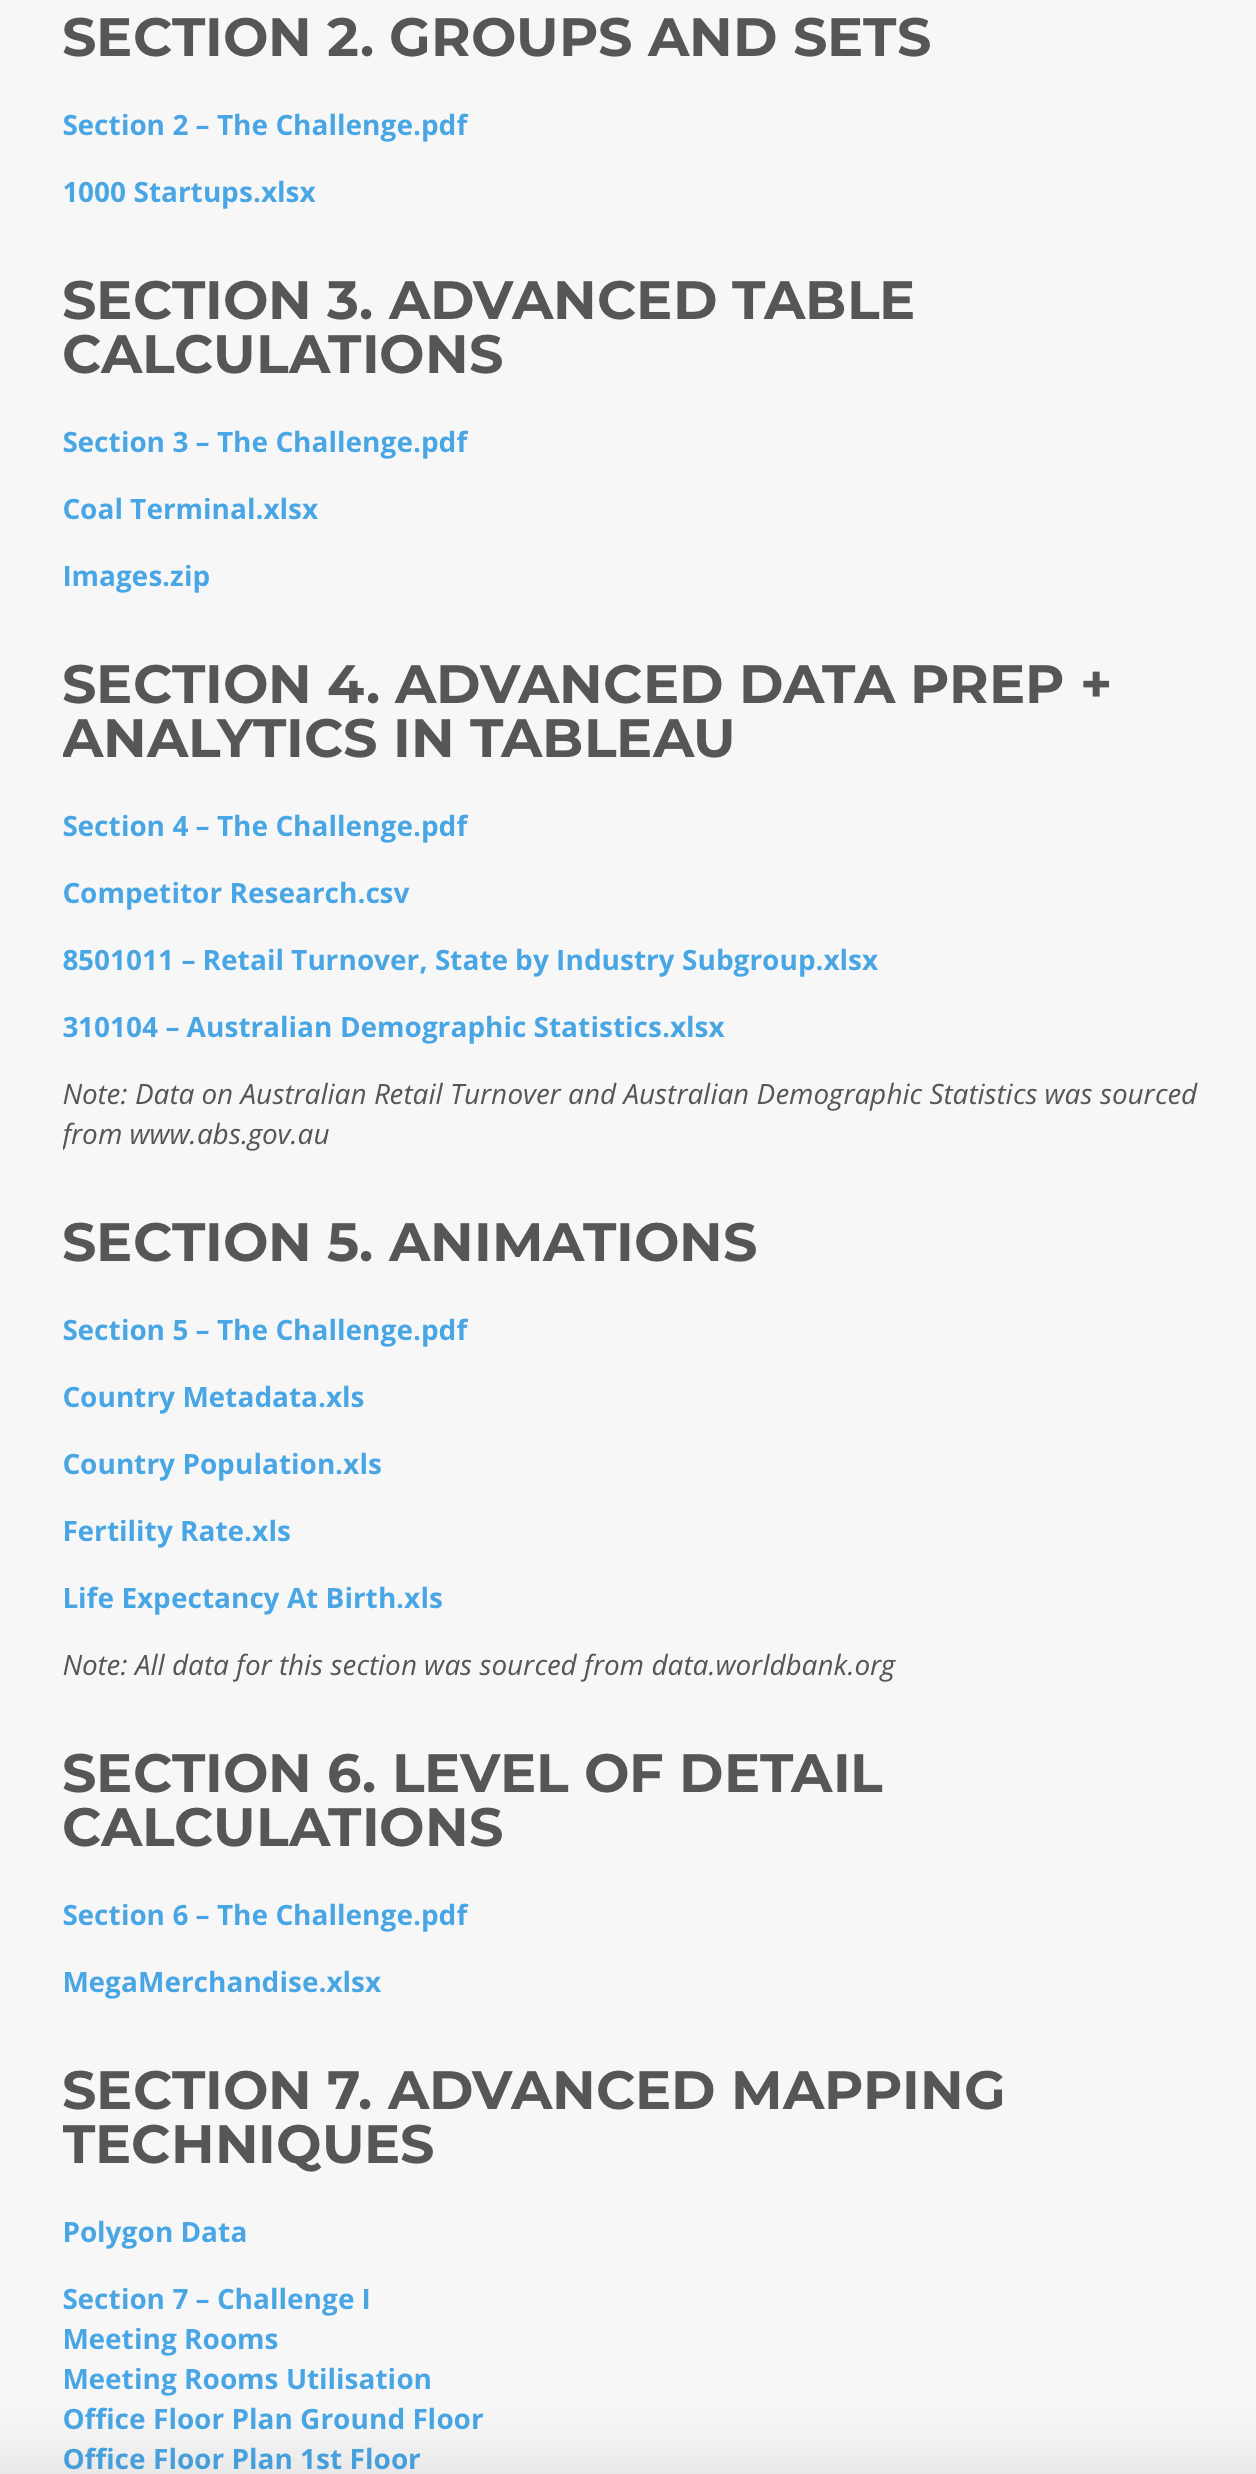 SECTION 2. GROUPS AND SETS
Section 2 – The Challenge.pdf
1000 Startups.xlsx
SECTION 3. ADVANCED TABLE
CALCULATIONS
Section 3 – The Challenge.pdf
Coal Terminal.xlsx
Images.zip
SECTION 4. ADVANCED DATA PREP +
ANALYTICS IN TABLEAU
Section 4 – The Challenge.pdf
Competitor Research.csv
8501011 – Retail Turnover, State by Industry Subgroup.xlsx
310104 – Australian Demographic Statistics.xlsx
Note: Data on Australian Retail Turnover and Australian Demographic Statistics was sourced
from www.abs.gov.au
SECTION 5. ANIMATIONS
Section 5 – The Challenge.pdf
Country Metadata.xls
Country Population.xls
Fertility Rate.xls
Life Expectancy At Birth.xls
Note: All data for this section was sourced from data.worldbank.org
SECTION 6. LEVEL OF DETAIL
CALCULATIONS
Section 6 – The Challenge.pdf
MegaMerchandise.xlsx
SECTION 7. ADVANCED MAPPING
TECHNIQUES
Polygon Data
Section 7 – Challenge I
Meeting Rooms
Meeting Rooms Utilisation
Office Floor Plan Ground Floor
Office Floor Plan 1st Floor